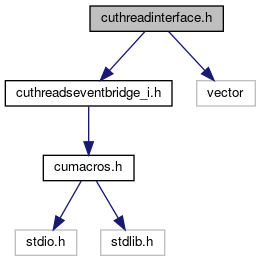 cuthreadinterface.h
cuthreadseventbridge_i.h
vector
cumacros.h
stdio.h
stdlib.h